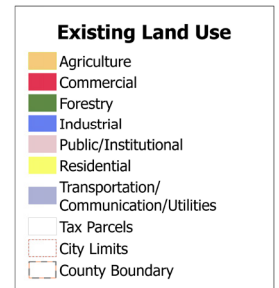 Existing Land Use
Agriculture
Commercial
Forestry
Industrial
Public/Institutional
Residential
Transportation/
Communication/Utilities
Tax Parcels
City Limits
County Boundary